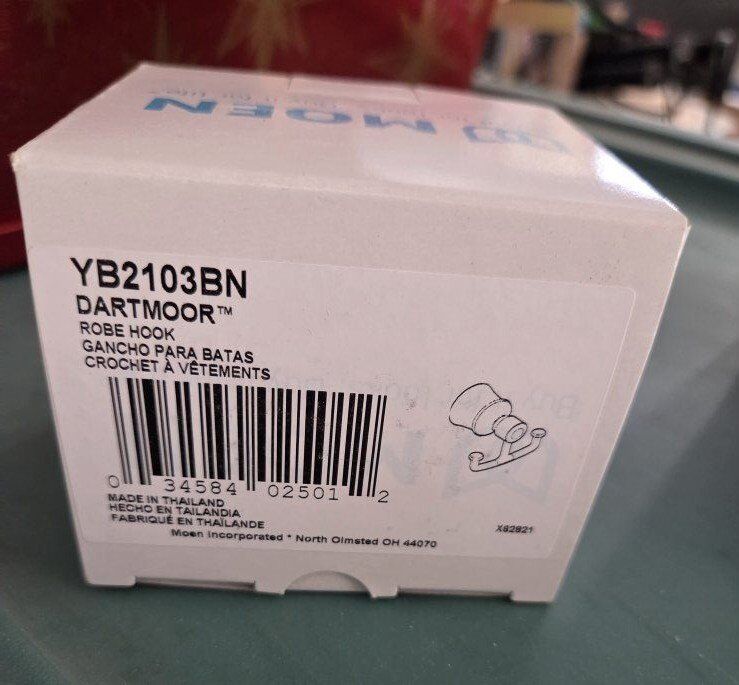 MOEN
YB2103BN
DARTMOOR™
ROBE HOOK
GANCHO PARA BATAS
CROCHET À VÊTEMENTS
0 34584 02501 2
MADE IN THAILAND
HECHO EN TAILANDIA
FABRIQUÉ EN THAÏLANDE
Moen Incorporated * North Olmsted OH 44070
X82821